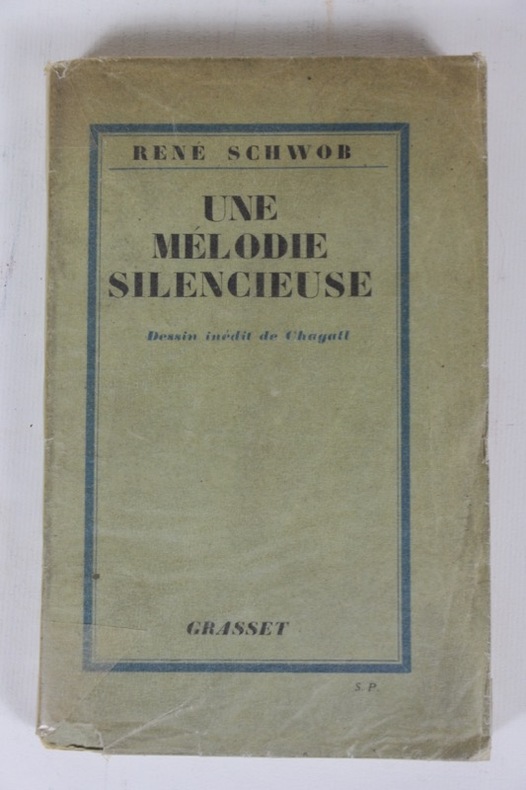 RENÉ SCHWOB
UNE
MÉLODIE
SILENCIEUSE
Dessin inédit de Chagall
GRASSET
S. P.